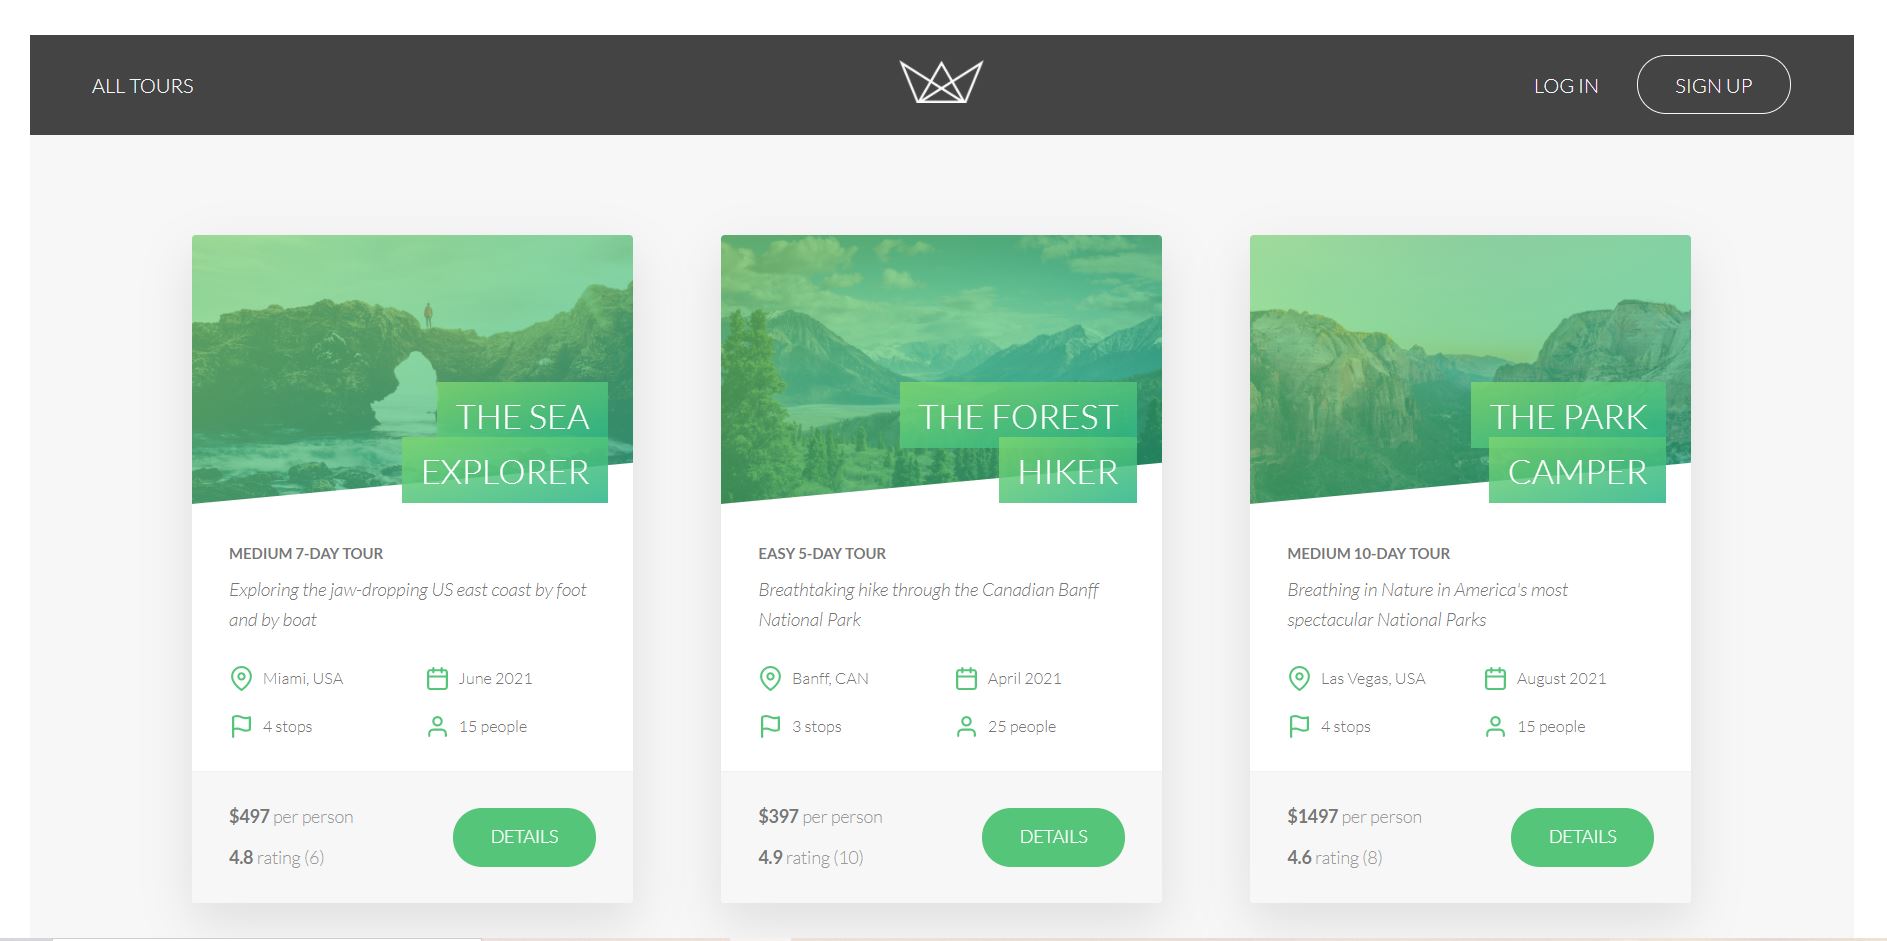 ALL TOURS
LOG IN
SIGN UP
THE SEA
EXPLORER
MEDIUM 7-DAY TOUR
Exploring the jaw-dropping US east coast by foot
and by boat
Miami, USA
June 2021
4 stops
15 people
$497 per person
4.8 rating (6)
DETAILS
THE FOREST
HIKER
EASY 5-DAY TOUR
Breathtaking hike through the Canadian Banff
National Park
Banff, CAN
April 2021
3 stops
25 people
$397 per person
4.9 rating (10)
DETAILS
THE PARK
CAMPER
MEDIUM 10-DAY TOUR
Breathing in Nature in America's most
spectacular National Parks
Las Vegas, USA
August 2021
4 stops
15 people
$1497 per person
4.6 rating (8)
DETAILS